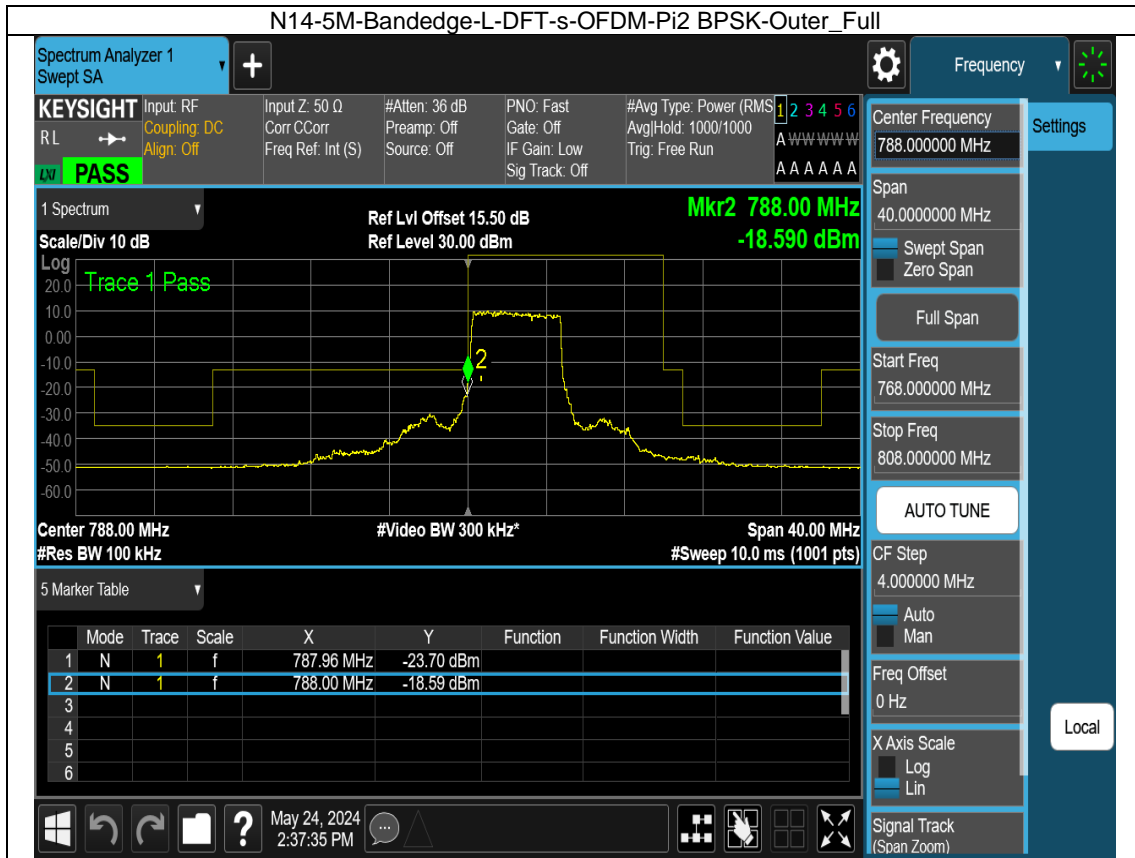 N14-5M-Bandedge-L-DFT-s-OFDM-Pi2 BPSK-Outer_Full
Spectrum Analyzer 1
Swept SA
+
Frequency
KEYSIGHT
RL
LXI PASS
Input: RF
Coupling: DC
Align: Off
Input Z: 50 Ω
Corr CCorr
Freq Ref: Int (S)
#Atten: 36 dB
Preamp: Off
Source: Off
PNO: Fast
Gate: Off
IF Gain: Low
Sig Track: Off
#Avg Type: Power (RMS
Avg|Hold: 1000/1000
Trig: Free Run
1 2 3 4 5 6
A W W W W W
A A A A A A
1 Spectrum
Scale/Div 10 dB
Ref Lvl Offset 15.50 dB
Ref Level 30.00 dBm
Mkr2 788.00 MHz
-18.590 dBm
Log
Trace 1 Pass
20.0
10.0
0.00
-10.0
-20.0
-30.0
-40.0
-50.0
-60.0
2
Center 788.00 MHz
#Video BW 300 kHz*
Span 40.00 MHz
#Res BW 100 kHz
#Sweep 10.0 ms (1001 pts)
5 Marker Table
Mode Trace Scale X Y Function Function Width Function Value
1 N 1 f 787.96 MHz -23.70 dBm
2 N 1 f 788.00 MHz -18.59 dBm
3
4
5
6
?
May 24, 2024
2:37:35 PM
Center Frequency
788.000000 MHz
Settings
Span
40.0000000 MHz
Swept Span
Zero Span
Full Span
Start Freq
768.000000 MHz
Stop Freq
808.000000 MHz
AUTO TUNE
CF Step
4.000000 MHz
Auto
Man
Freq Offset
0 Hz
Local
X Axis Scale
Log
Lin
Signal Track
(Span Zoom)